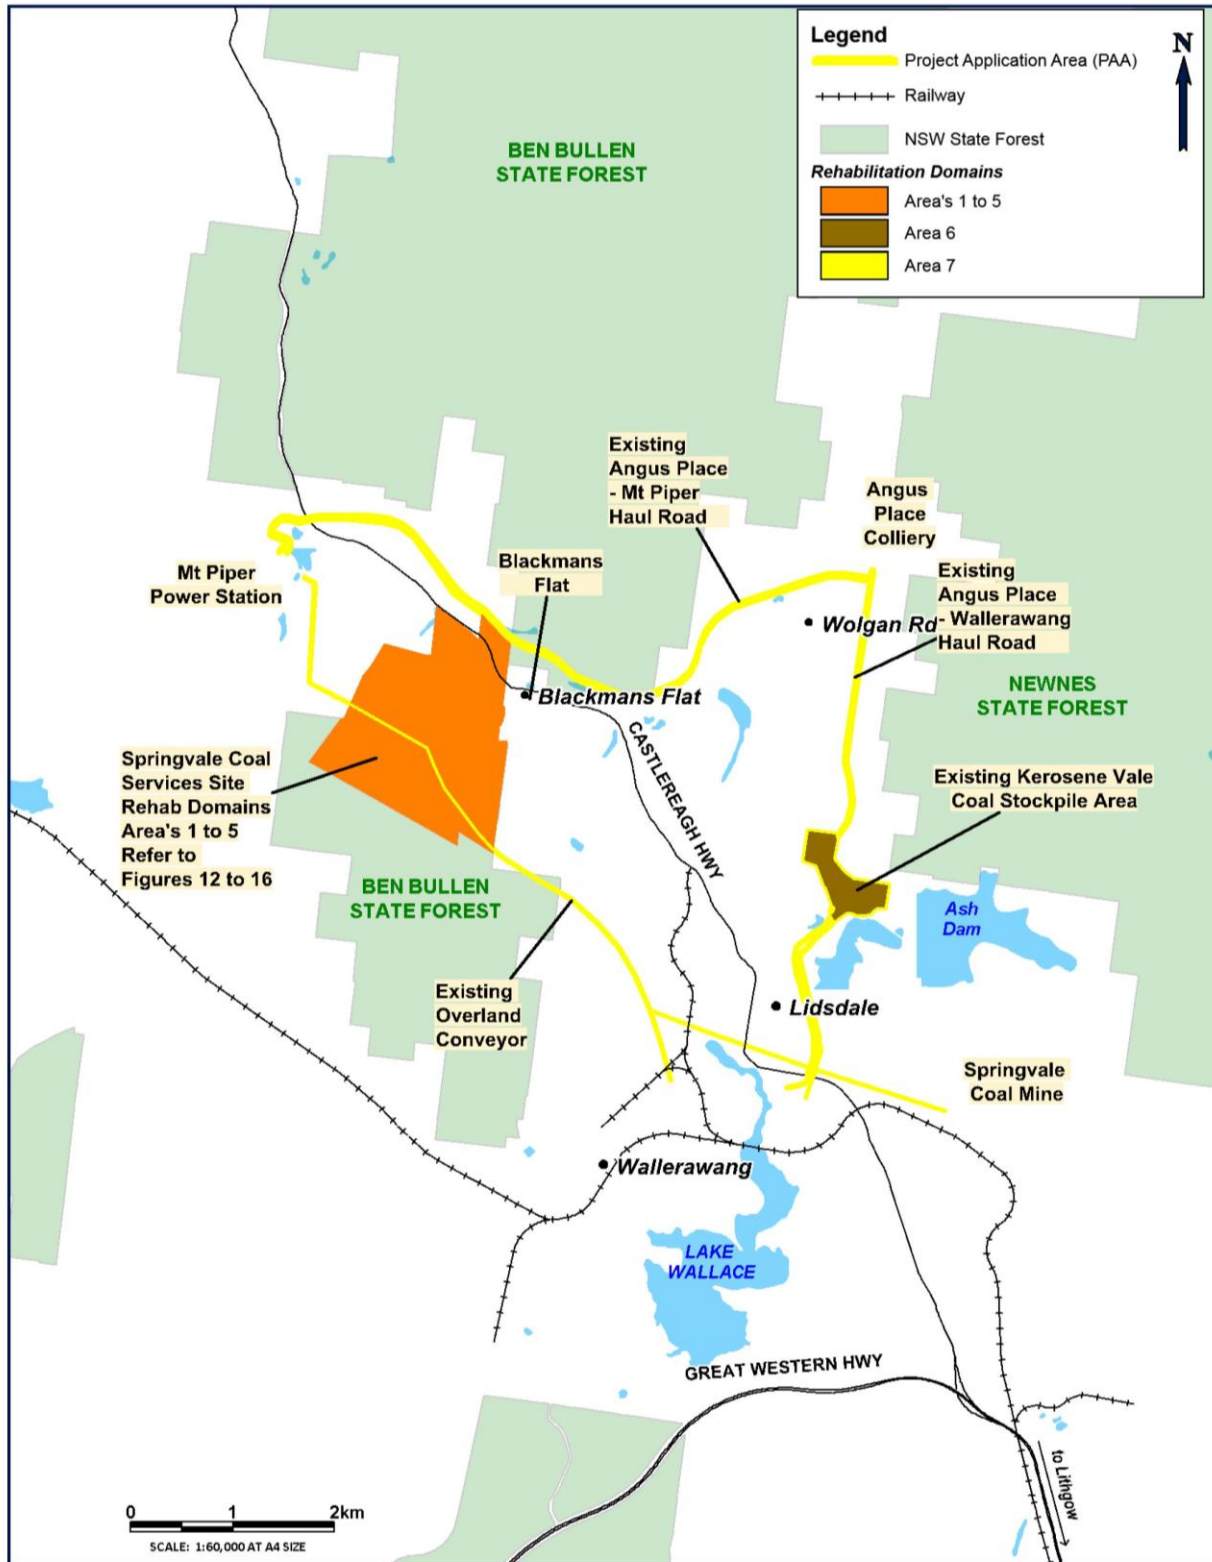 Legend
N
Project Application Area (PAA)
Railway
NSW State Forest
Rehabilitation Domains
Area's 1 to 5
Area 6
Area 7
BEN BULLEN
STATE FOREST
Existing
Angus Place
- Mt Piper
Haul Road
Angus
Place
Colliery
Mt Piper
Power Station
Blackmans
Flat
Existing
Angus Place
- Wallerawang
Haul Road
Wolgan Rd
Blackmans Flat
NEWNES
STATE FOREST
CASTLEREAGH HWY
Springvale Coal
Services Site
Rehab Domains
Area's 1 to 5
Refer to
Figures 12 to 16
Existing Kerosene Vale
Coal Stockpile Area
BEN BULLEN
STATE FOREST
Ash
Dam
Existing
Overland
Conveyor
Lidsdale
Springvale
Coal Mine
Wallerawang
LAKE
WALLACE
GREAT WESTERN HWY
to Lithgow
0 1 2km
SCALE: 1:60,000 AT A4 SIZE